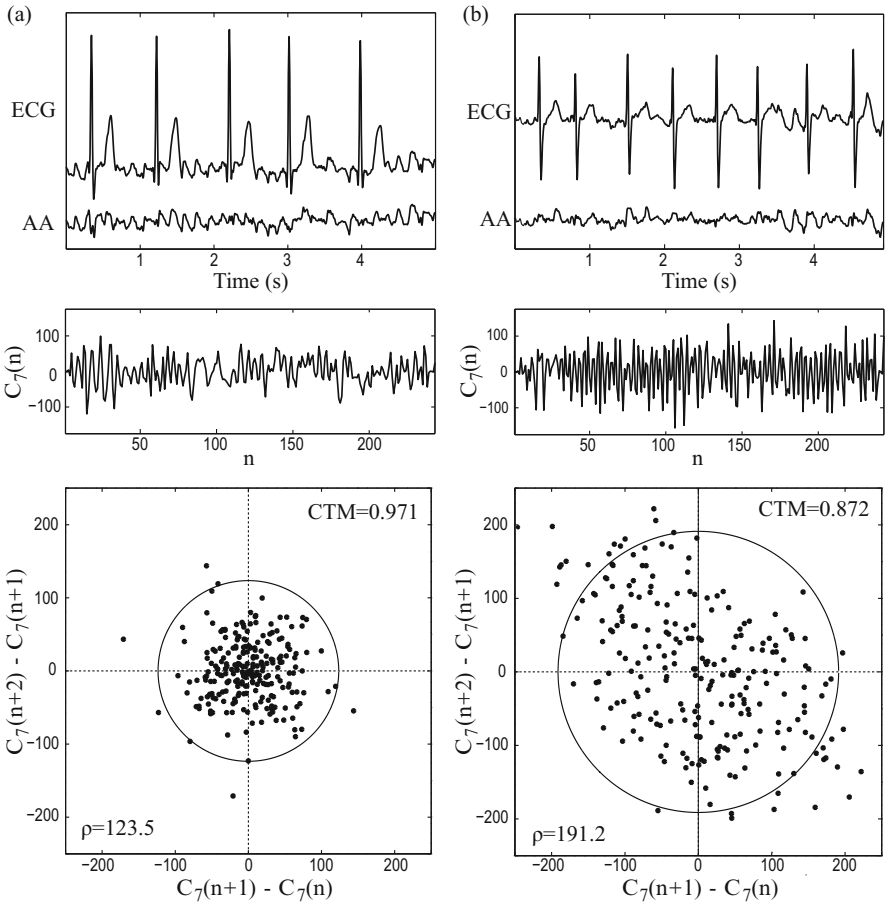 (a)
ECG
AA
1 2 3 4
Time (s)
C7(n)
100
0
−100
50 100 150 200
n
C7(n+2) - C7(n+1)
200
100
0
−100
−200
CTM=0.971
ρ=123.5
−200 −100 0 100 200
C7(n+1) - C7(n)
(b)
ECG
AA
1 2 3 4
Time (s)
C7(n)
100
0
−100
50 100 150 200
n
C7(n+2) - C7(n+1)
200
100
0
−100
−200
CTM=0.872
ρ=191.2
−200 −100 0 100 200
C7(n+1) - C7(n)